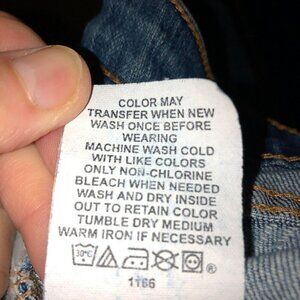 COLOR MAY
TRANSFER WHEN NEW
WASH ONCE BEFORE
WEARING
MACHINE WASH COLD
WITH LIKE COLORS
ONLY NON-CHLORINE
BLEACH WHEN NEEDED
WASH AND DRY INSIDE
OUT TO RETAIN COLOR
TUMBLE DRY MEDIUM
WARM IRON IF NECESSARY
30°C ®
1166